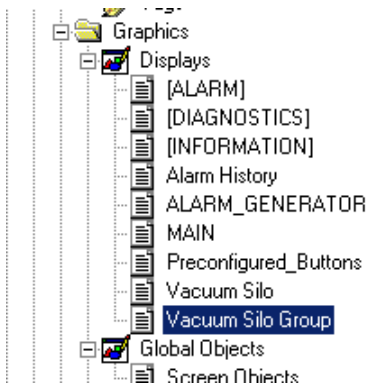 Graphics
Displays
[ALARM]
[DIAGNOSTICS]
[INFORMATION]
Alarm History
ALARM_GENERATOR
MAIN
Preconfigured_Buttons
Vacuum Silo
Vacuum Silo Group
Global Objects
Screen Objects